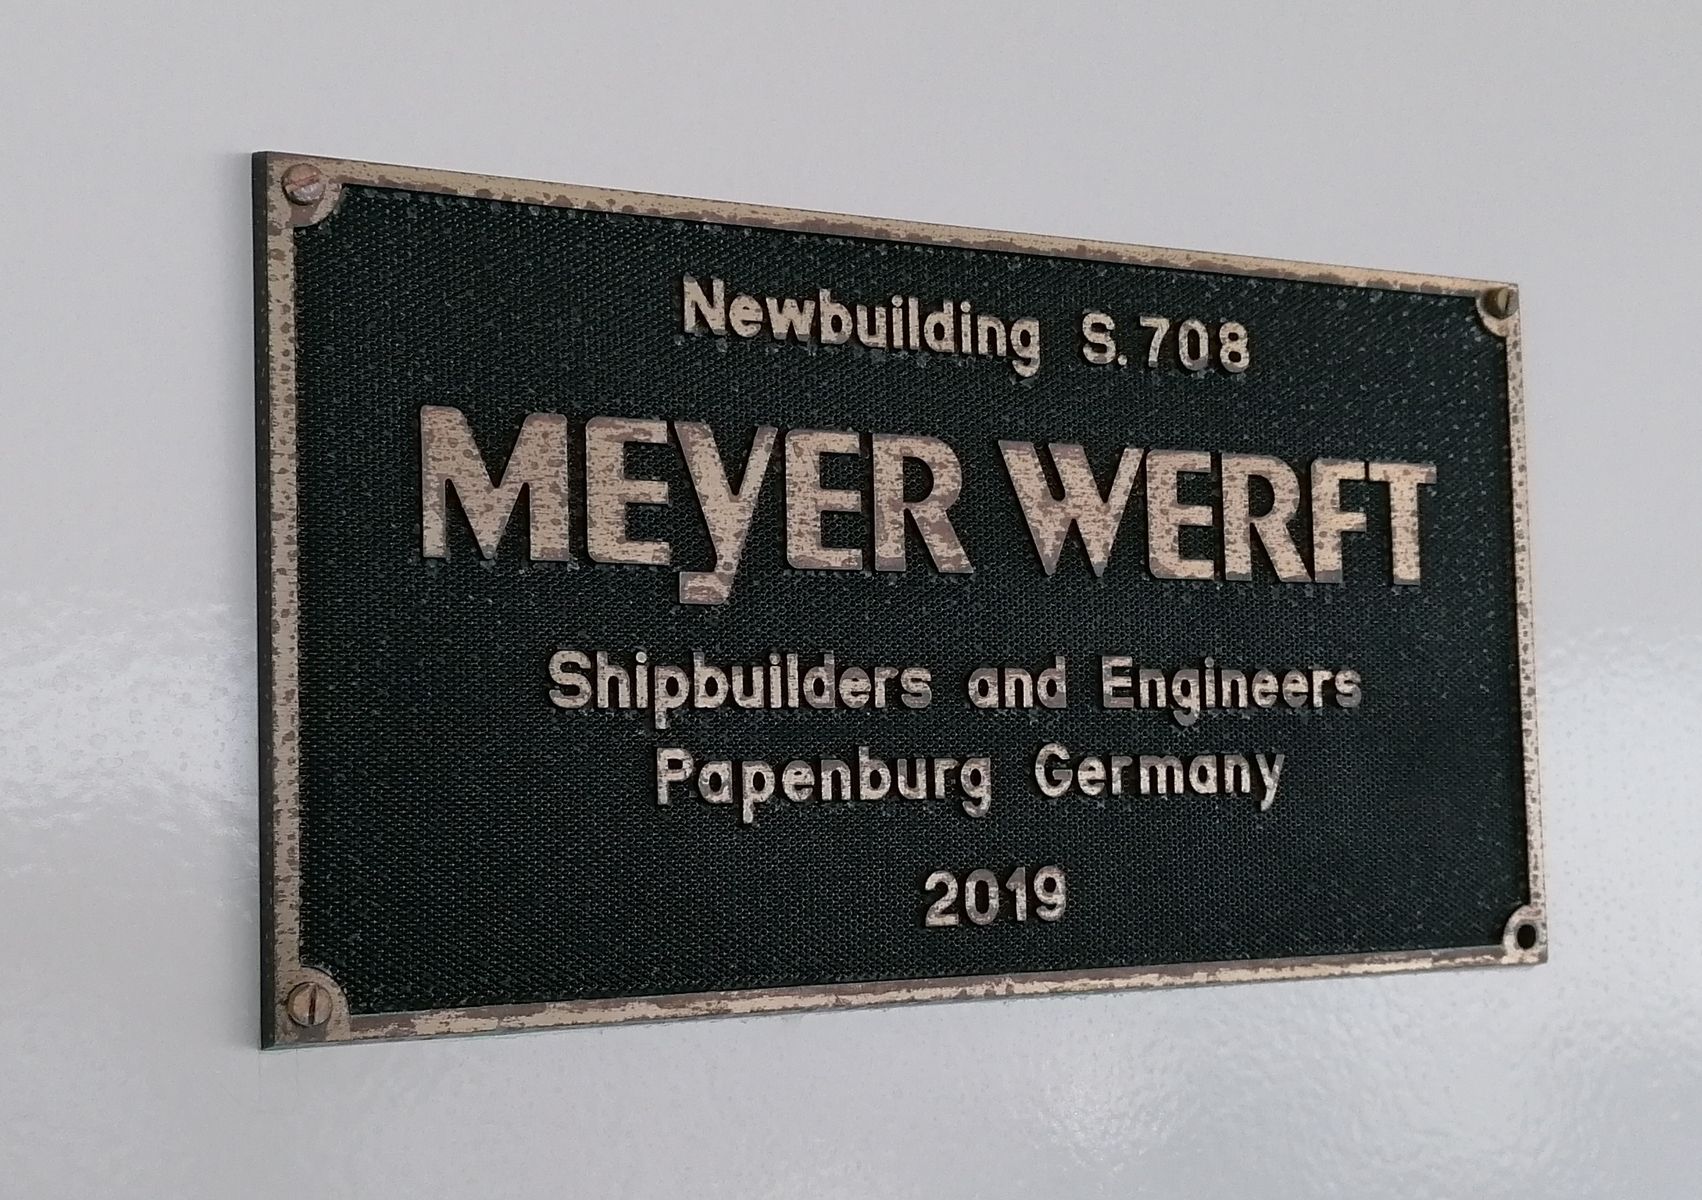 Newbuilding S. 708
MEYER WERFT
Shipbuilders and Engineers
Papenburg Germany
2019